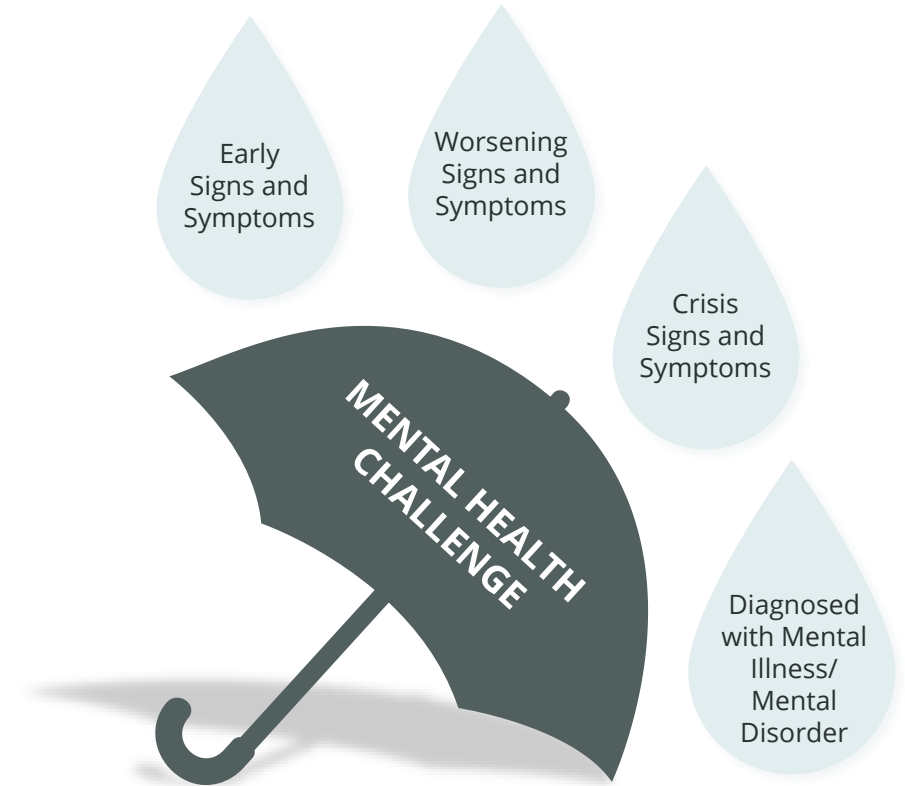 Early
Signs and
Symptoms
Worsening
Signs and
Symptoms
Crisis
Signs and
Symptoms
MENTAL HEALTH
CHALLENGE
Diagnosed
with Mental
Illness/
Mental
Disorder